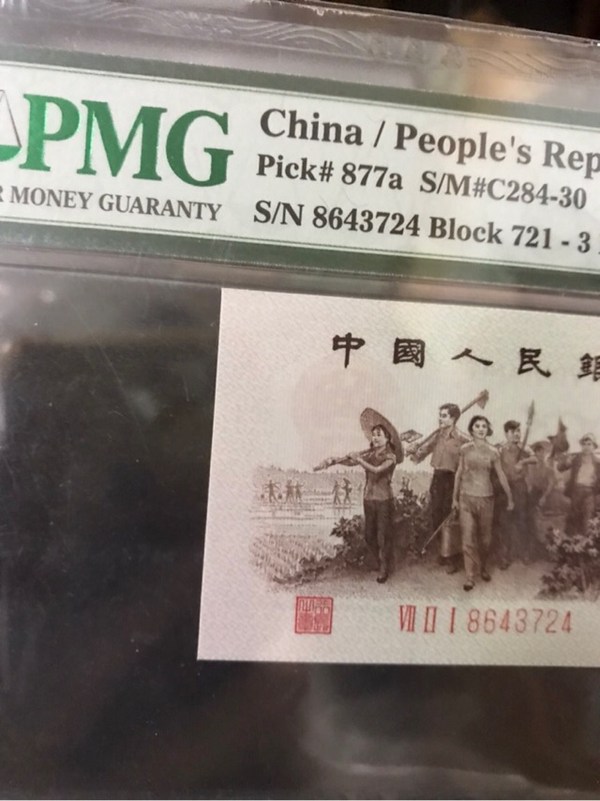 PMG
MONEY GUARANTY
China / People's Rep
Pick# 877a S/M#C284-30
S/N 8643724 Block 721 - 3
中國人民銀
VII II I 8643724